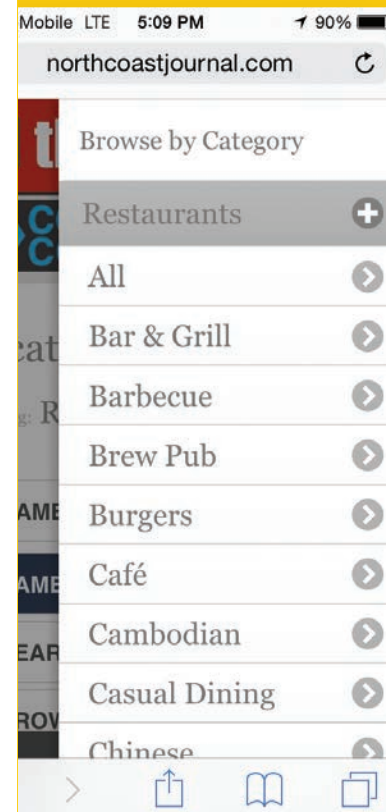 Mobile LTE 5:09 PM 90%
northcoastjournal.com
Browse by Category
Restaurants
All
Bar & Grill
Barbecue
Brew Pub
Burgers
Café
Cambodian
Casual Dining
Chinese